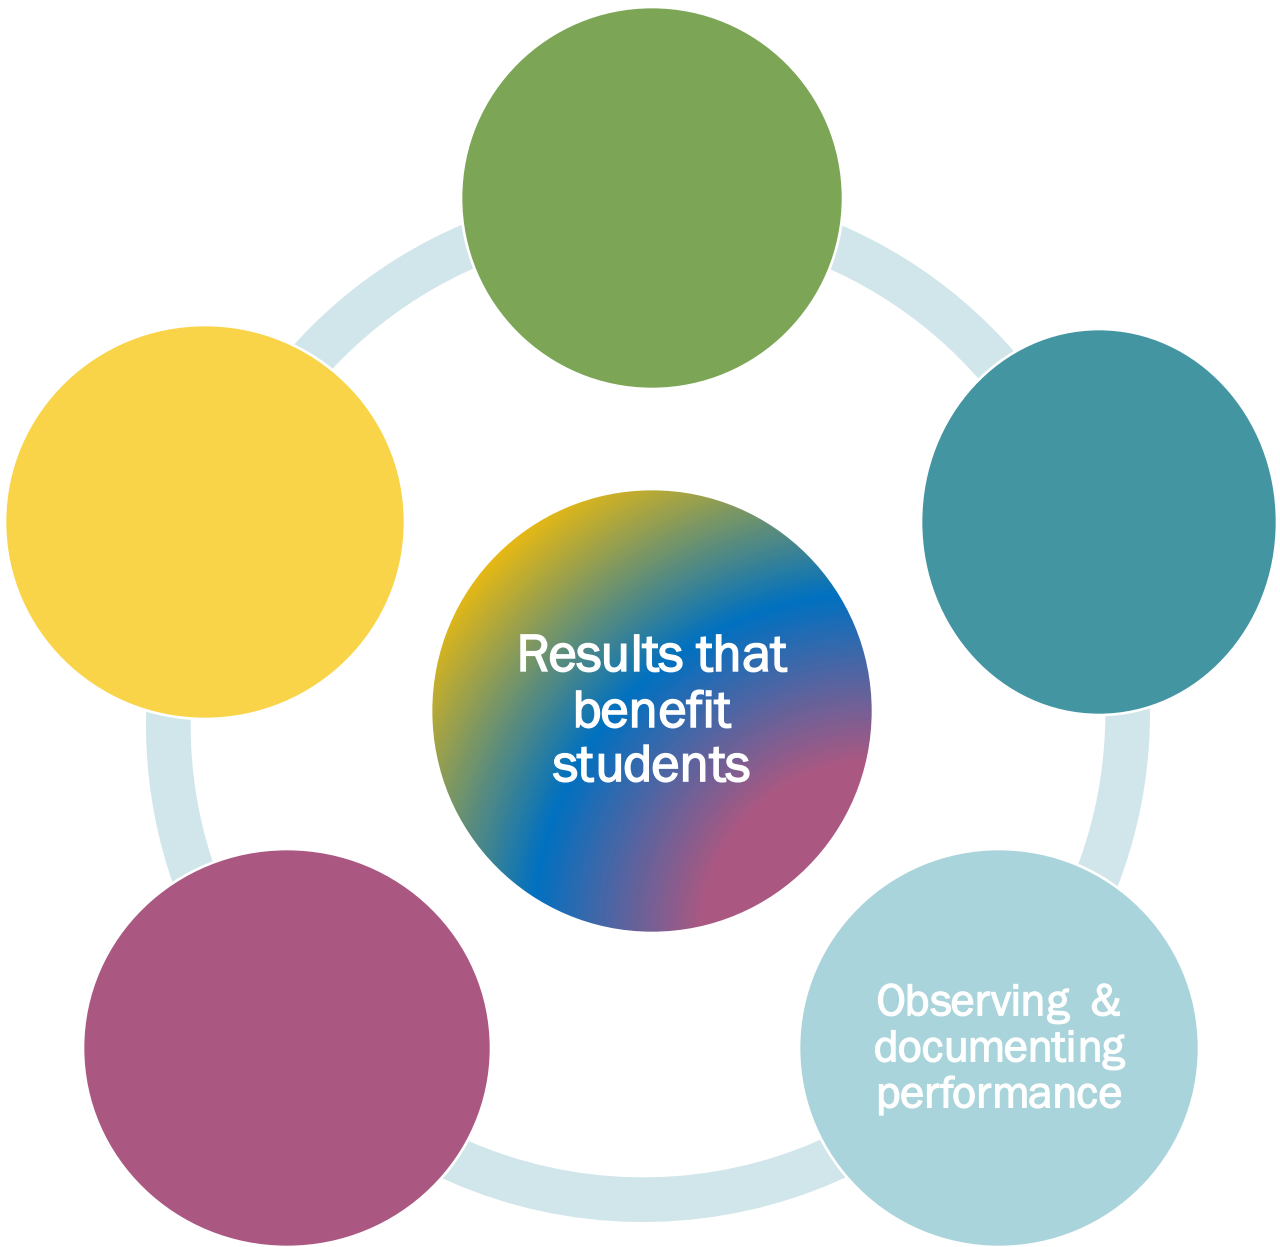 Results that
benefit
students
Observing & 
documenting
performance